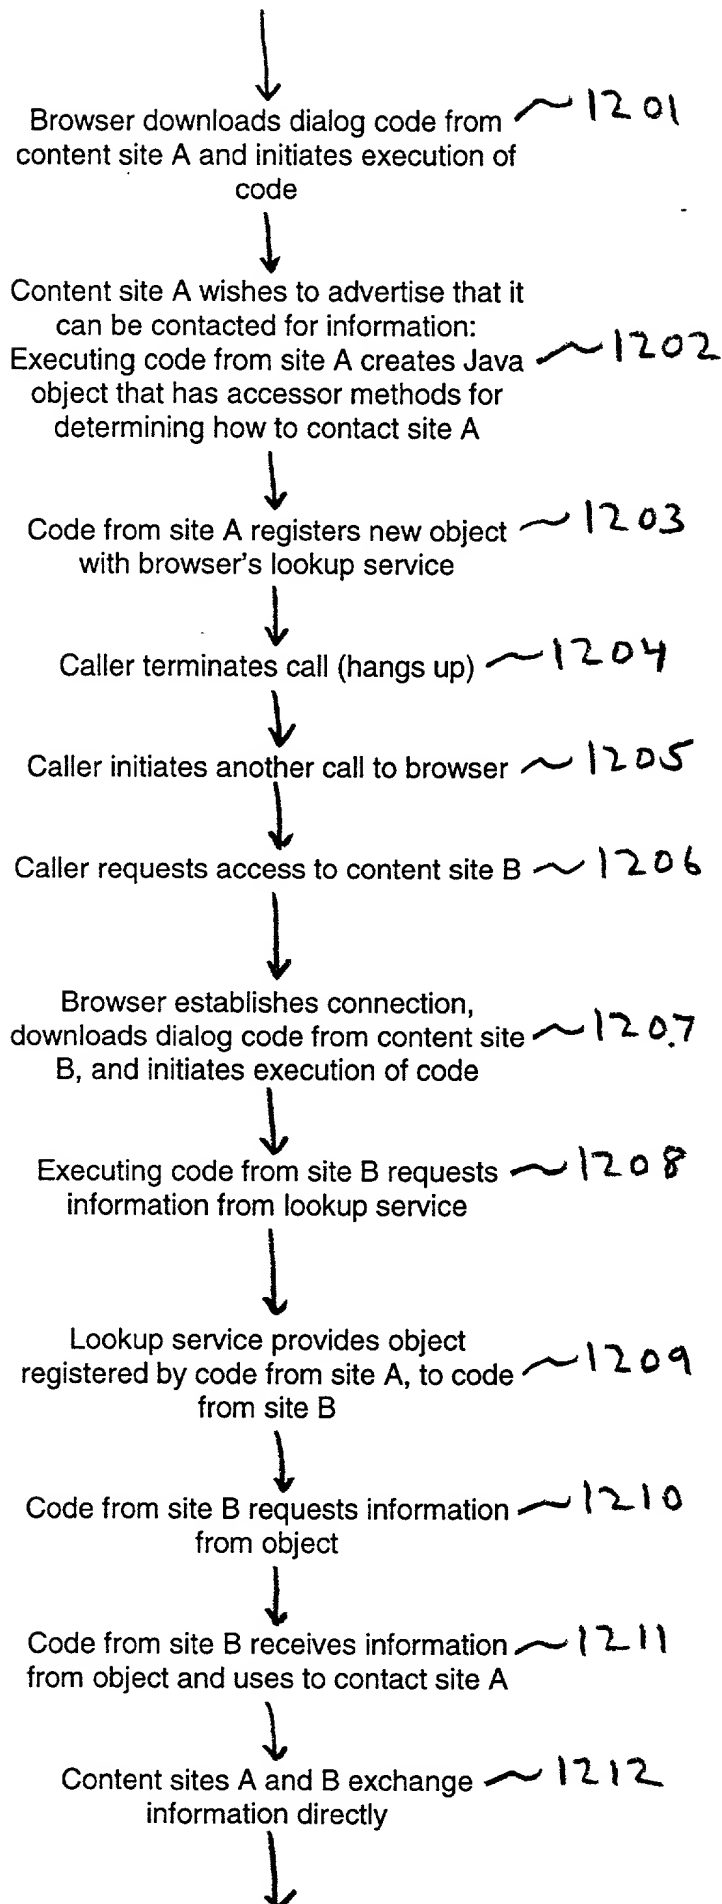 Browser downloads dialog code from 1201
content site A and initiates execution of
code
Content site A wishes to advertise that it
can be contacted for information:
Executing code from site A creates Java 1202
object that has accessor methods for
determining how to contact site A
Code from site A registers new object 1203
with browser's lookup service
Caller terminates call (hangs up) 1204
Caller initiates another call to browser 1205
Caller requests access to content site B 1206
Browser establishes connection,
downloads dialog code from content site 1207
B, and initiates execution of code
Executing code from site B requests 1208
information from lookup service
Lookup service provides object
registered by code from site A, to code 1209
from site B
Code from site B requests information 1210
from object
Code from site B receives information 1211
from object and uses to contact site A
Content sites A and B exchange 1212
information directly